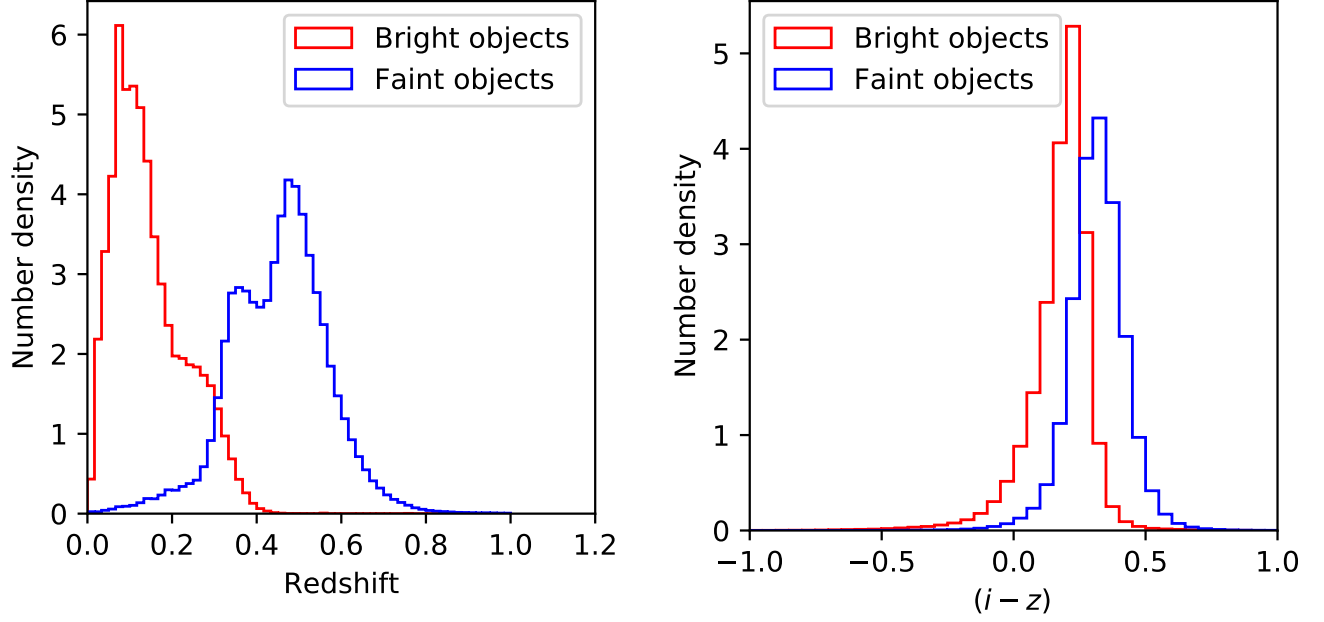 Bright objects
Faint objects
Number density
6
5
4
3
2
1
0
0.0 0.2 0.4 0.6 0.8 1.0 1.2
Redshift
Bright objects
Faint objects
Number density
5
4
3
2
1
0
−1.0 −0.5 0.0 0.5 1.0
(i − z)